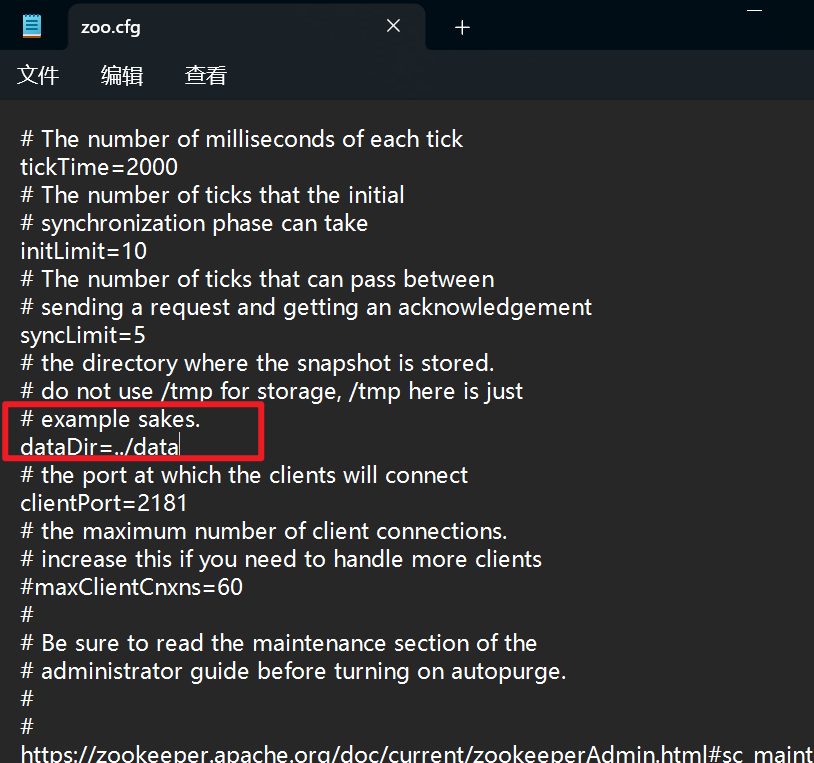 zoo.cfg
文件 编辑 查看
# The number of milliseconds of each tick
tickTime=2000
# The number of ticks that the initial
# synchronization phase can take
initLimit=10
# The number of ticks that can pass between
# sending a request and getting an acknowledgement
syncLimit=5
# the directory where the snapshot is stored.
# do not use /tmp for storage, /tmp here is just
# example sakes.
dataDir=../data
# the port at which the clients will connect
clientPort=2181
# the maximum number of client connections.
# increase this if you need to handle more clients
#maxClientCnxns=60
#
# Be sure to read the maintenance section of the
# administrator guide before turning on autopurge.
#
#
https://zookeeper.apache.org/doc/current/zookeeperAdmin.html#sc_maint